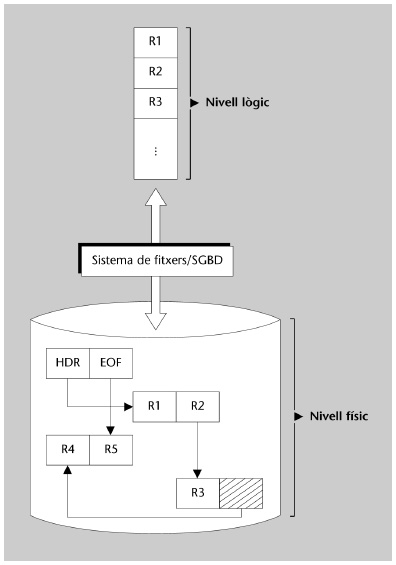 R1
R2
R3
⋮
Nivell lògic
Sistema de fitxers/SGBD
HDR EOF
R1 R2
Nivell físic
R4 R5
R3